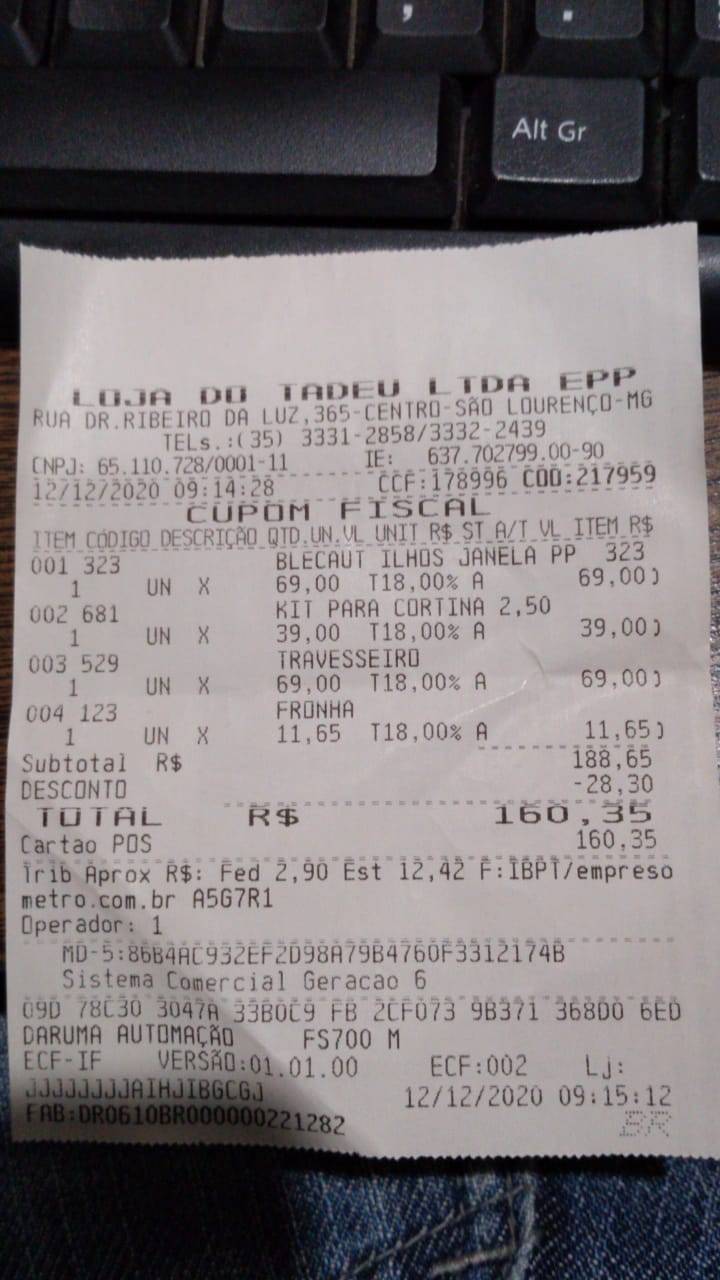 ,
.
Alt Gr
LOJA DO TADEU LTDA EPP
RUA DR.RIBEIRO DA LUZ,365-CENTRO-SÃO LOURENÇO-MG
TELs.:(35) 3331-2858/3332-2439
CNPJ: 65.110.728/0001-11 IE: 637.702799.00-90
12/12/2020 09:14:28 CCF:178996 COO:217959
CUPOM FISCAL
ITEM CÓDIGO DESCRIÇÃO QTD.UN.VL UNIT R$ ST A/T VL ITEM R$
001 323 BLECAUT ILHOS JANELA PP 323
1 UN X 69,00 T18,00% A 69,00)
002 681 KIT PARA CORTINA 2,50
1 UN X 39,00 T18,00% A 39,00)
003 529 TRAVESSEIRO
1 UN X 69,00 T18,00% A 69,00)
004 123 FRONHA
1 UN X 11,65 T18,00% A 11,65)
Subtotal R$ 188,65
DESCONTO -28,30
TOTAL R$ 160,35
Cartao POS 160,35
Trib Aprox R$: Fed 2,90 Est 12,42 F:IBPT/empreso
metro.com.br A5G7R1
Operador: 1
MD-5:86B4AC932EF2D98A79B4760F3312174B
Sistema Comercial Geracao 6
09D 78C30 3047A 33B0C9 FB 2CF073 9B371 368D0 6ED
DARUMA AUTOMAÇÃO FS700 M
ECF-IF VERSÃO:01.01.00 ECF:002 Lj:
JJJJJJJJAIHJIBGCGJ 12/12/2020 09:15:12
FAB:DR0610BR000000221282 BR